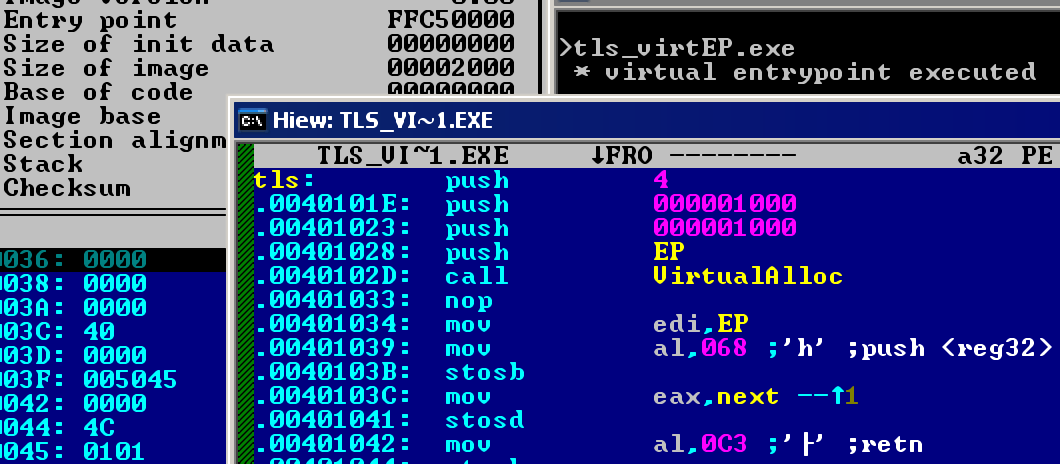 Entry point FFC50000
Size of init data 00000000
Size of image 00002000
Base of code 00000000
Image base
Section alignm
Stack
Checksum
>tls_virtEP.exe
* virtual entrypoint executed
Hiew: TLS_VI~1.EXE
TLS_VI~1.EXE ↓FRO -------- a32 PE
tls: push 4
.0040101E: push 000001000
.00401023: push 000001000
.00401028: push EP
.0040102D: call VirtualAlloc
.00401033: nop
.00401034: mov edi,EP
.00401039: mov al,068 ;'h' ;push <reg32>
.0040103B: stosb
.0040103C: mov eax,next --↑1
.00401041: stosd
.00401042: mov al,0C3 ;'├' ;retn
0036: 0000
0038: 0000
003A: 0000
003C: 40
003D: 0000
003F: 005045
0042: 0000
0044: 4C
0045: 0101